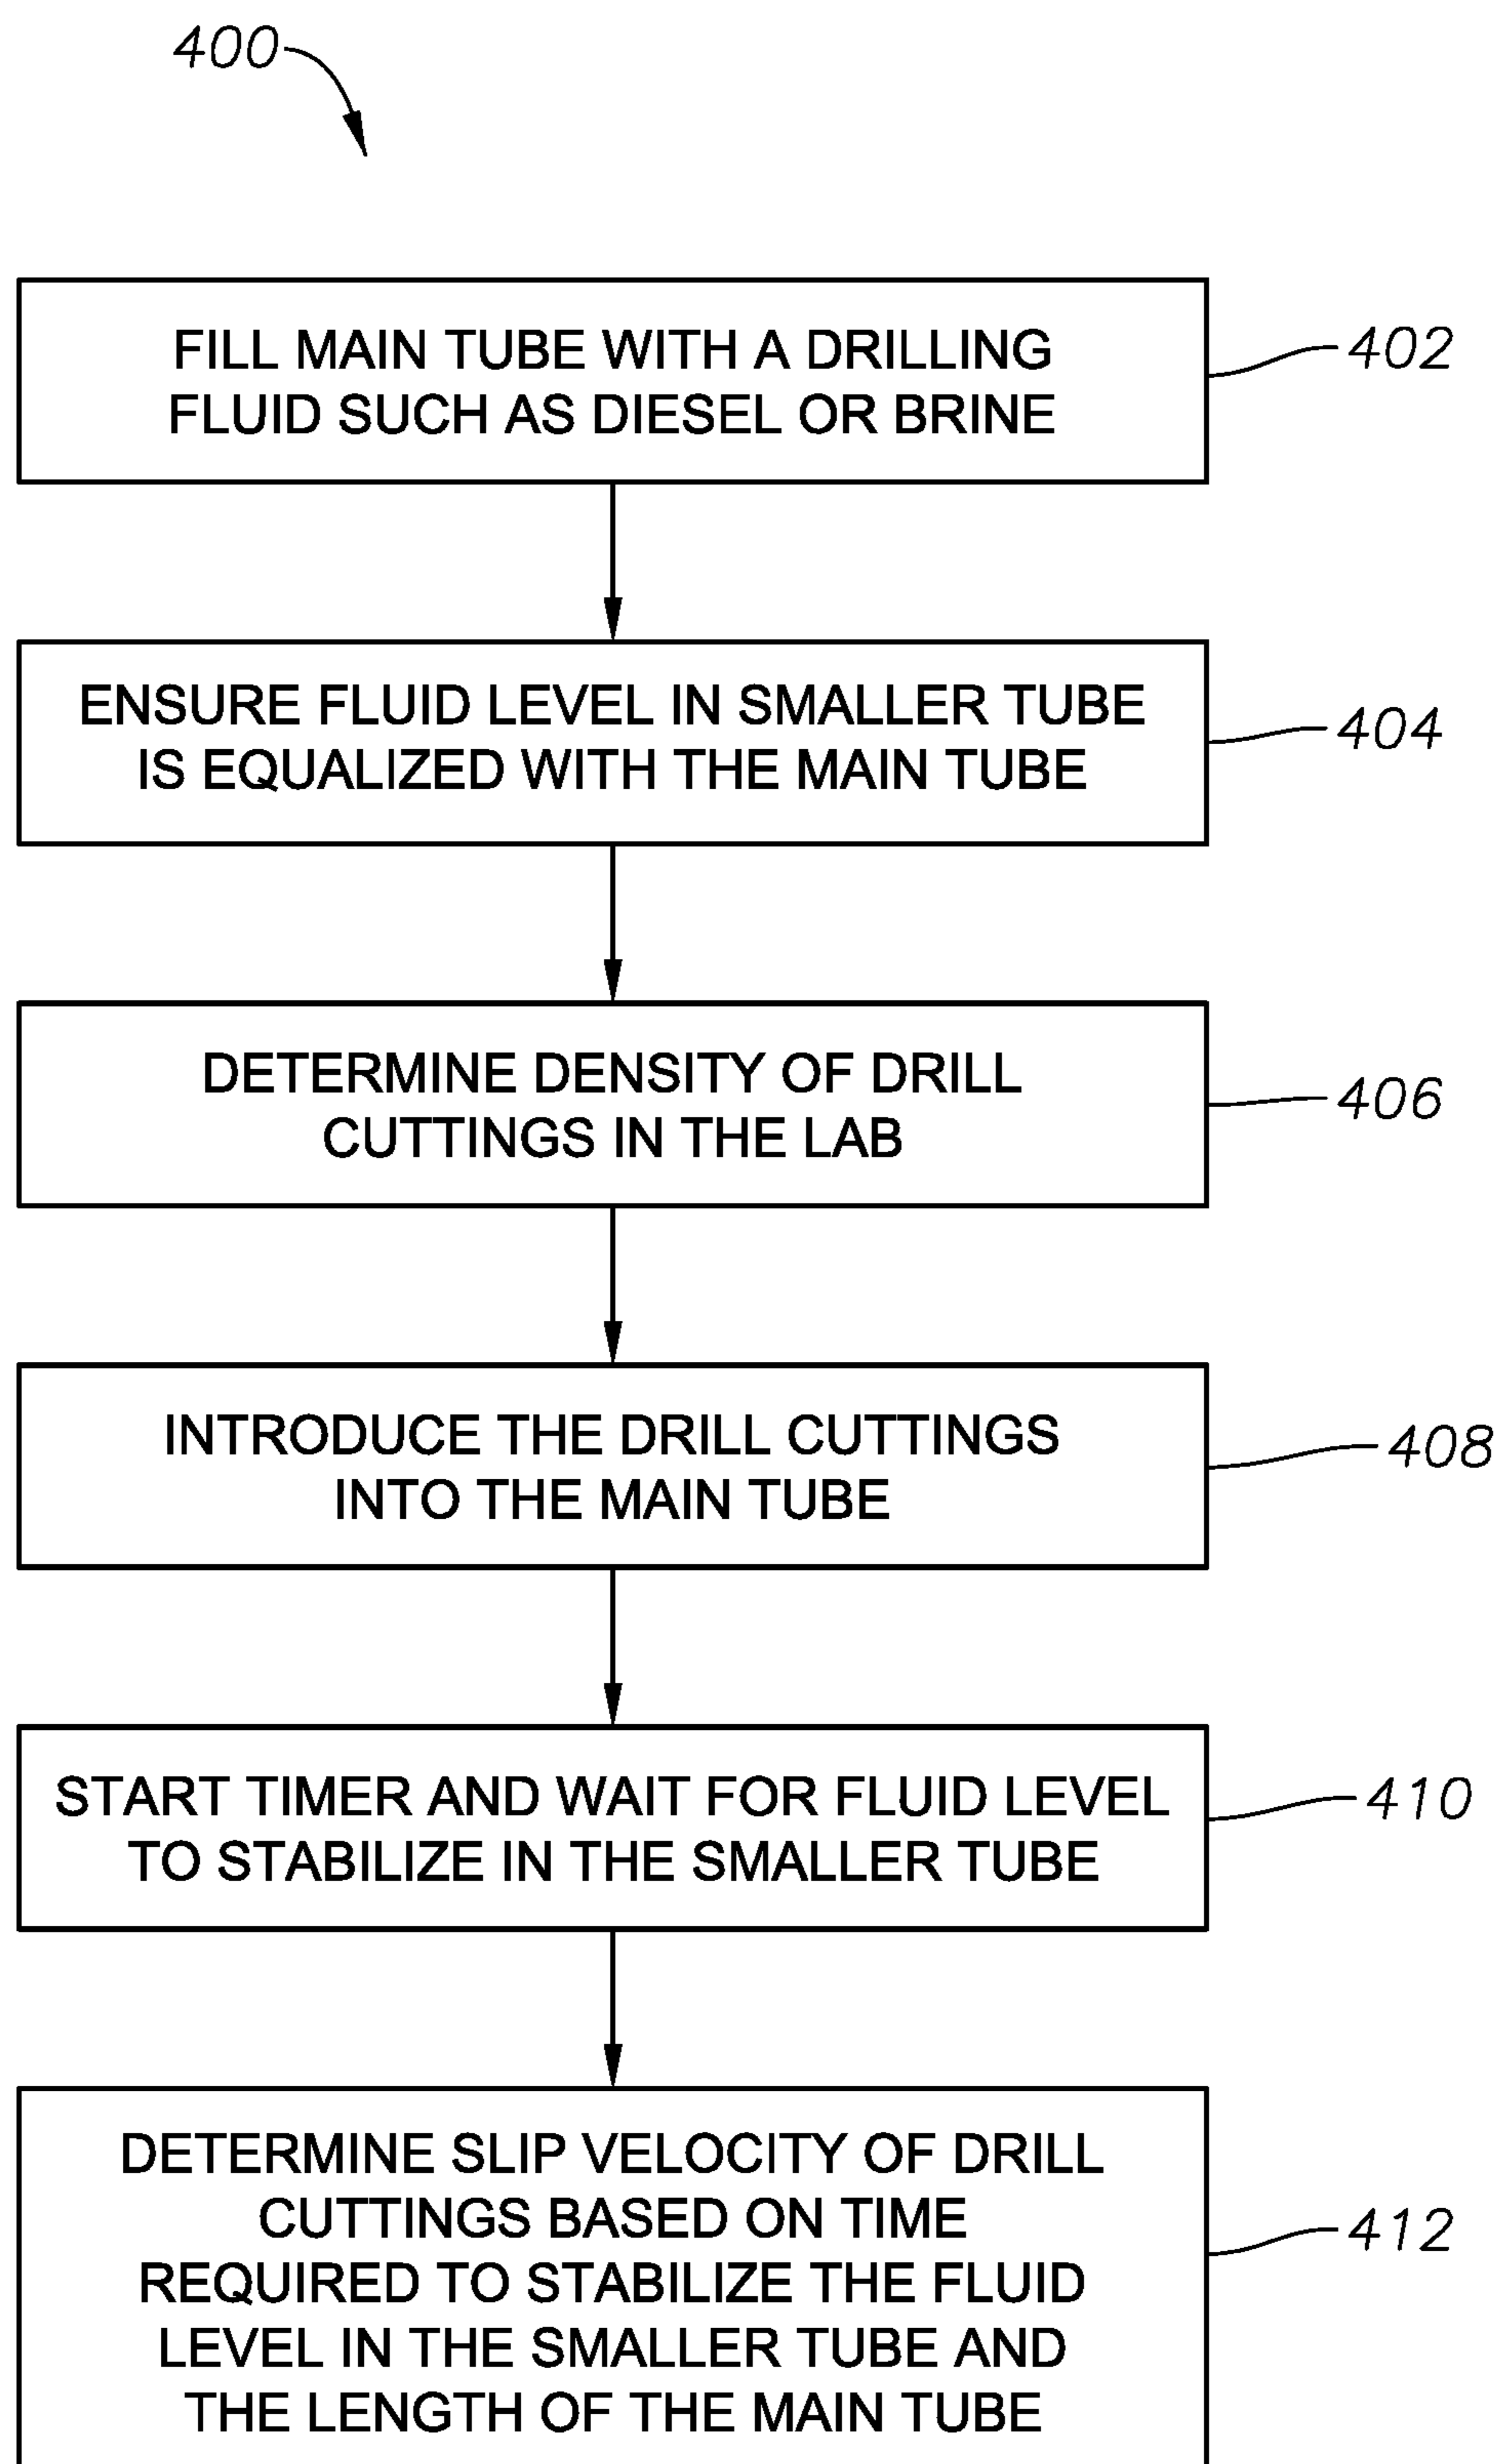 400
FILL MAIN TUBE WITH A DRILLING
FLUID SUCH AS DIESEL OR BRINE
402
ENSURE FLUID LEVEL IN SMALLER TUBE
IS EQUALIZED WITH THE MAIN TUBE
404
DETERMINE DENSITY OF DRILL
CUTTINGS IN THE LAB
406
INTRODUCE THE DRILL CUTTINGS
INTO THE MAIN TUBE
408
START TIMER AND WAIT FOR FLUID LEVEL
TO STABILIZE IN THE SMALLER TUBE
410
DETERMINE SLIP VELOCITY OF DRILL
CUTTINGS BASED ON TIME
REQUIRED TO STABILIZE THE FLUID
LEVEL IN THE SMALLER TUBE AND
THE LENGTH OF THE MAIN TUBE
412